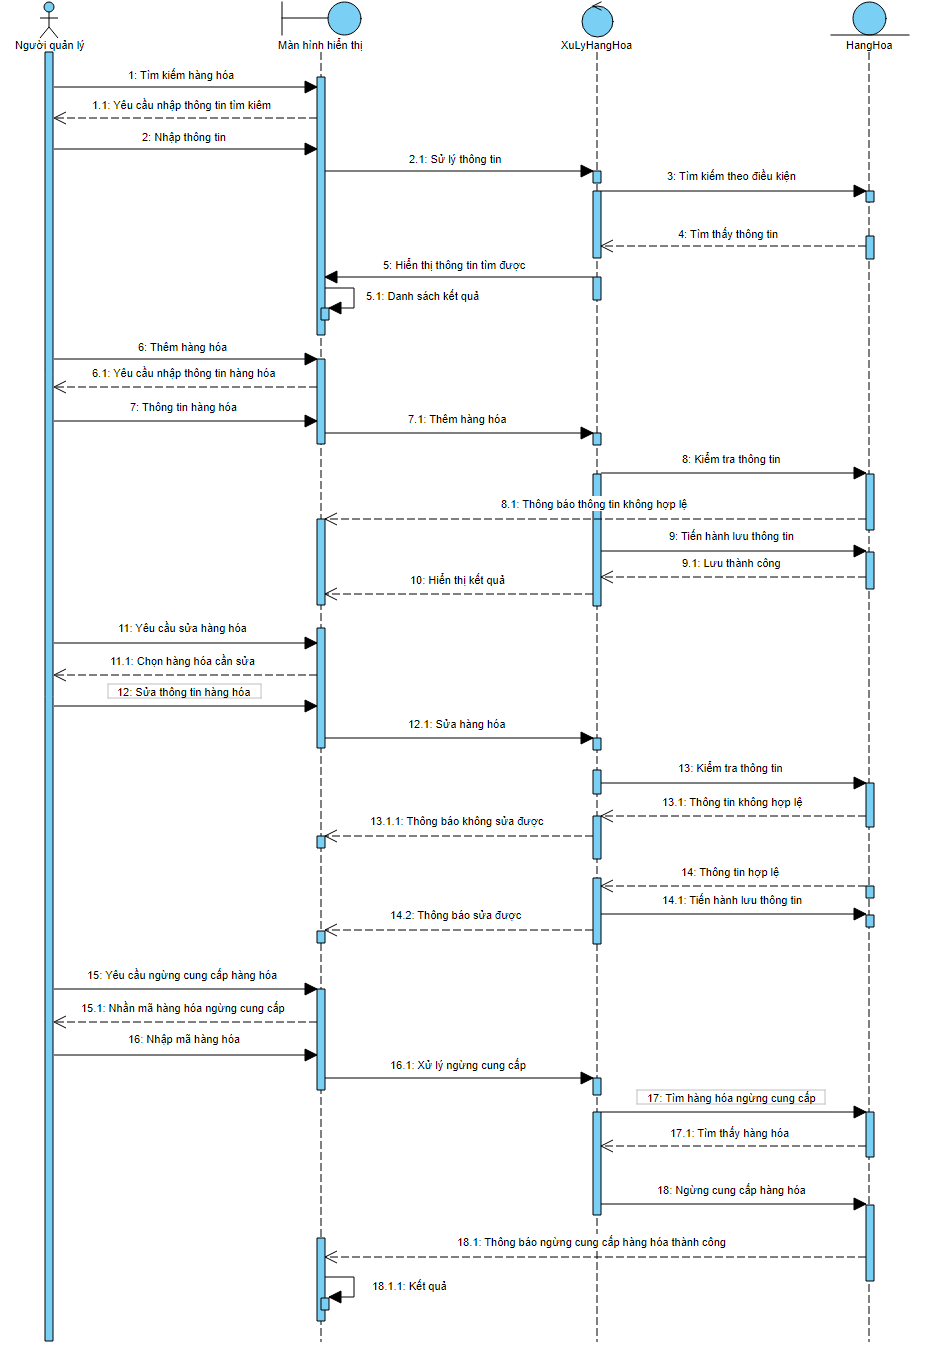 Người quản lý
Màn hình hiển thị
XuLyHangHoa
HangHoa
1: Tìm kiếm hàng hóa
1.1: Yêu cầu nhập thông tin tìm kiếm
2: Nhập thông tin
2.1: Sử lý thông tin
3: Tìm kiếm theo điều kiện
4: Tìm thấy thông tin
5: Hiển thị thông tin tìm được
5.1: Danh sách kết quả
6: Thêm hàng hóa
6.1: Yêu cầu nhập thông tin hàng hóa
7: Thông tin hàng hóa
7.1: Thêm hàng hóa
8: Kiểm tra thông tin
8.1: Thông báo thông tin không hợp lệ
9: Tiến hành lưu thông tin
9.1: Lưu thành công
10: Hiển thị kết quả
11: Yêu cầu sửa hàng hóa
11.1: Chọn hàng hóa cần sửa
12: Sửa thông tin hàng hóa
12.1: Sửa hàng hóa
13: Kiểm tra thông tin
13.1: Thông tin không hợp lệ
13.1.1: Thông báo không sửa được
14: Thông tin hợp lệ
14.1: Tiến hành lưu thông tin
14.2: Thông báo sửa được
15: Yêu cầu ngừng cung cấp hàng hóa
15.1: Nhần mã hàng hóa ngừng cung cấp
16: Nhập mã hàng hóa
16.1: Xử lý ngừng cung cấp
17: Tìm hàng hóa ngừng cung cấp
17.1: Tìm thấy hàng hóa
18: Ngừng cung cấp hàng hóa
18.1: Thông báo ngừng cung cấp hàng hóa thành công
18.1.1: Kết quả